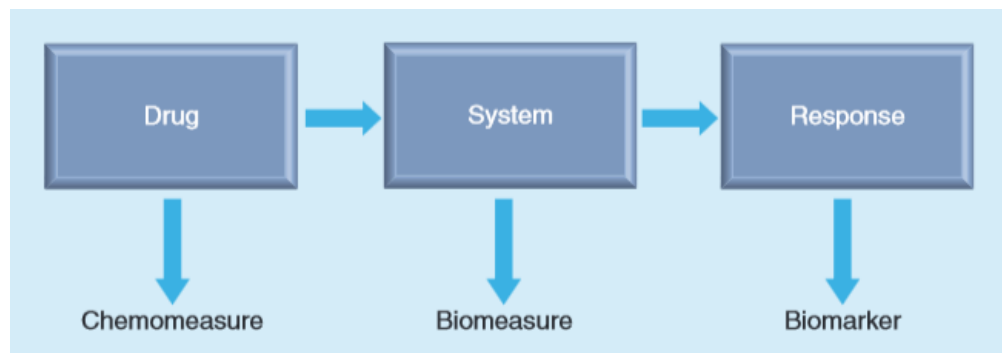 Drug
System
Response
Chemomeasure
Biomeasure
Biomarker